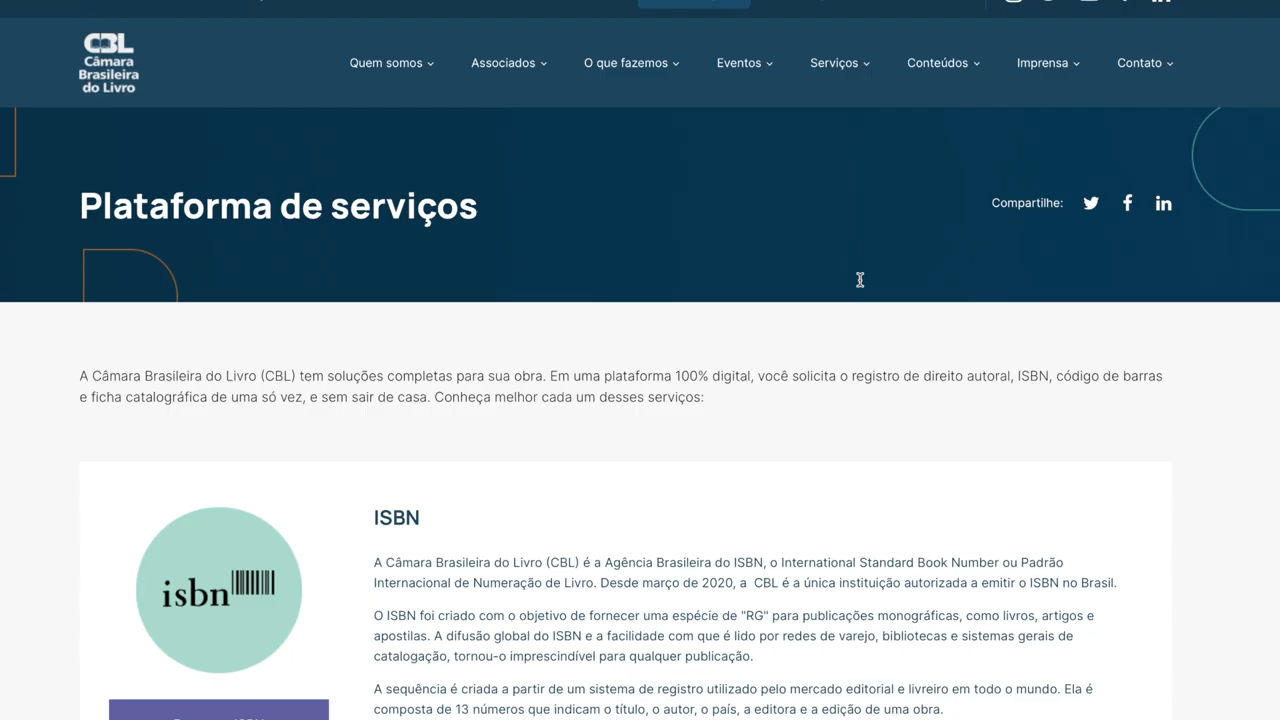 CBL
Câmara
Brasileira
do Livro
Quem somos
Associados
O que fazemos
Eventos
Serviços
Conteúdos
Imprensa
Contato
Plataforma de serviços
Compartilhe:
A Câmara Brasileira do Livro (CBL) tem soluções completas para sua obra. Em uma plataforma 100% digital, você solicita o registro de direito autoral, ISBN, código de barras
e ficha catalográfica de uma só vez, e sem sair de casa. Conheça melhor cada um desses serviços:
isbn
ISBN
A Câmara Brasileira do Livro (CBL) é a Agência Brasileira do ISBN, o International Standard Book Number ou Padrão
Internacional de Numeração de Livro. Desde março de 2020, a CBL é a única instituição autorizada a emitir o ISBN no Brasil.
O ISBN foi criado com o objetivo de fornecer uma espécie de "RG" para publicações monográficas, como livros, artigos e
apostilas. A difusão global do ISBN e a facilidade com que é lido por redes de varejo, bibliotecas e sistemas gerais de
catalogação, tornou-o imprescindível para qualquer publicação.
A sequência é criada a partir de um sistema de registro utilizado pelo mercado editorial e livreiro em todo o mundo. Ela é
composta de 13 números que indicam o título, o autor, o país, a editora e a edição de uma obra.